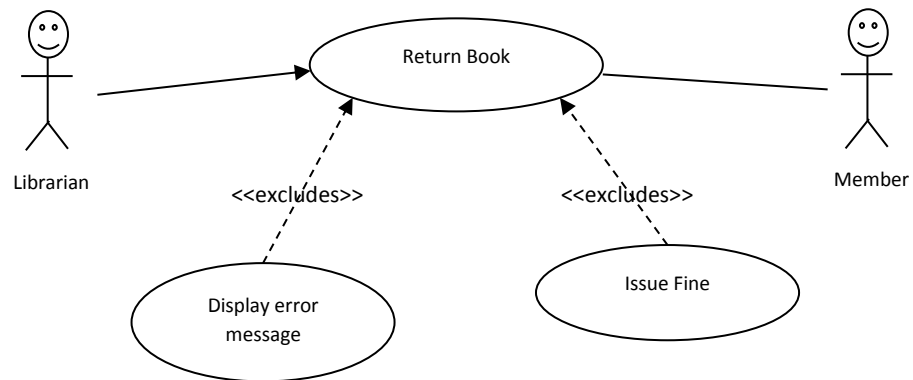 Return Book
Librarian
Member
<<excludes>>
<<excludes>>
Display error
message
Issue Fine